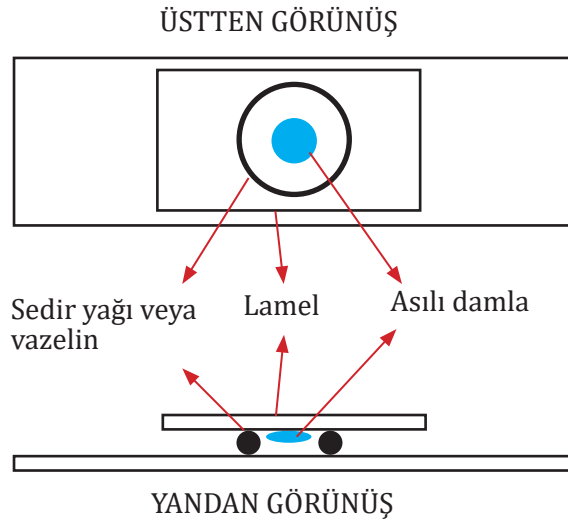 ÜSTTEN GÖRÜNÜŞ
Sedir yağı veya
vazelin
Lamel
Asılı damla
YANDAN GÖRÜNÜŞ